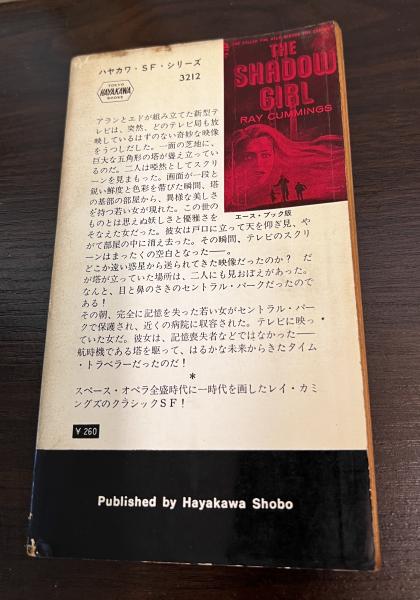 ハヤカワ・SF・シリーズ
3212
TOKYO
HAYAKAWA
BOOKS
THE
SHADOW
GIRL
RAY CUMMINGS
エース・ブック版
アランとエドが組み立てた新型テ
レビは、突然、どのテレビ局も放
映しているはずのない奇妙な映像
をうつしだした。一面の芝地に、
巨大な五角形の塔が聳え立ってい
るのだ。二人は唖然としてスクリ
ーンを見まもった。画面が一段と
鋭い鮮度と色彩を帯びた瞬間、塔
の基部の部屋から、異様な美しさ
を持つ若い女が現れた。この世の
ものとは思えぬ妖しさと優雅さを
そなえた女だった。彼女は戸口に立って天を仰ぎ見、や
がて部屋の中に消え去った。その瞬間、テレビのスクリ
ーンはまったくの空白となった――。
どこか遠い惑星から送られてきた映像だったのか？　だ
が塔が立っていた場所は、二人にも見おぼえがあった。
なんと、目と鼻のさきのセントラル・パークだったので
ある！
その朝、完全に記憶を失った若い女がセントラル・パー
クで保護され、近くの病院に収容された。テレビに映っ
ていた女だ。彼女は、記憶喪失者などではなかった――
航時機である塔を駆って、はるかな未来からきたタイム
・トラベラーだったのだ！
＊
スペース・オペラ全盛時代に一時代を画したレイ・カミ
ングズのクラシックSF！
¥260
Published by Hayakawa Shobo